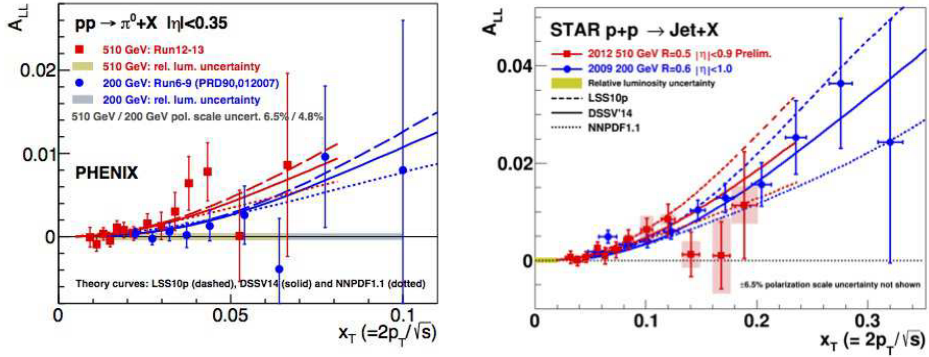 A_LL
pp → π⁰+X |η|<0.35
510 GeV: Run12-13
510 GeV: rel. lum. uncertainty
200 GeV: Run6-9 (PRD90,012007)
200 GeV: rel. lum. uncertainty
510 GeV / 200 GeV pol. scale uncert. 6.5% / 4.8%
PHENIX
0.02
0.01
0
Theory curves: LSS10p (dashed), DSSV14 (solid) and NNPDF1.1 (dotted)
0.05
0.1
x_T (=2p_T/√s)
A_LL
STAR p+p → Jet+X
2012 510 GeV R=0.5 |η|<0.9 Prelim.
2009 200 GeV R=0.6 |η|<1.0
Relative luminosity uncertainty
LSS10p
DSSV'14
NNPDF1.1
0.04
0.02
0
±6.5% polarization scale uncertainty not shown
0
0.1
0.2
0.3
x_T (= 2p_T/√s)